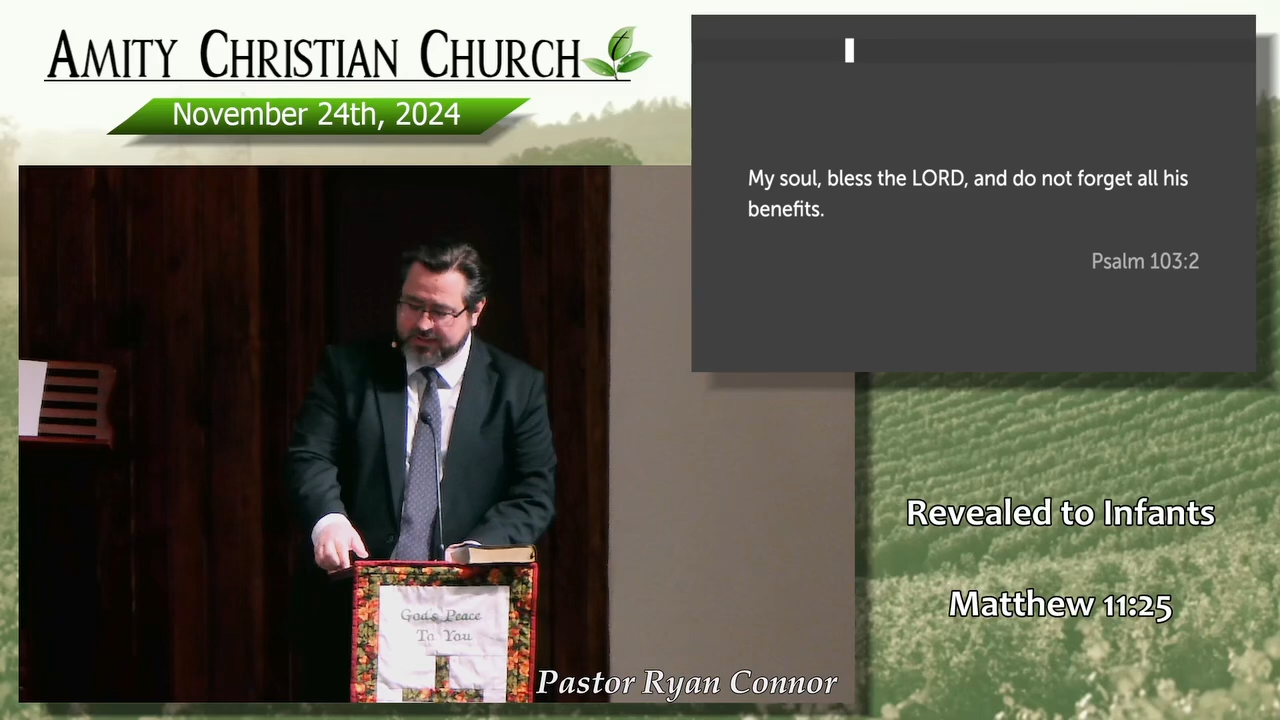 AMITY CHRISTIAN CHURCH
November 24th, 2024
My soul, bless the LORD, and do not forget all his
benefits.
Psalm 103:2
Revealed to Infants
Matthew 11:25
God's Peace
To You
Pastor Ryan Connor